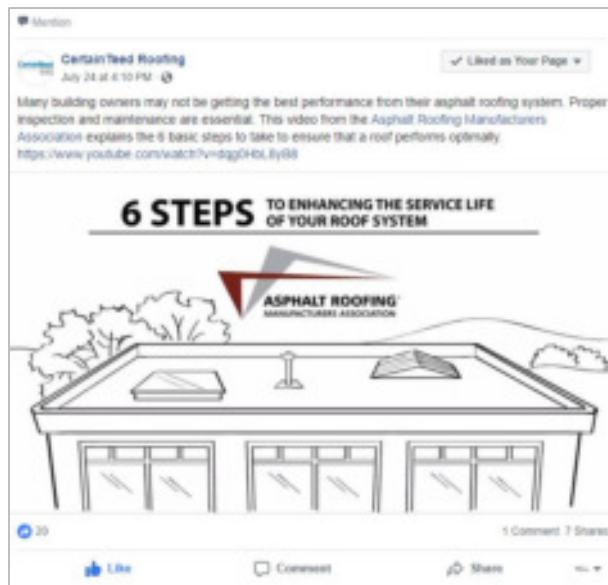 Mention
CertainTeed Roofing
July 24 at 4:10 PM ·
Liked as Your Page
Many building owners may not be getting the best performance from their asphalt roofing system. Proper
inspection and maintenance are essential. This video from the Asphalt Roofing Manufacturers
Association explains the 6 basic steps to take to ensure that a roof performs optimally.
6 STEPS TO ENHANCING THE SERVICE LIFE
OF YOUR ROOF SYSTEM
ASPHALT ROOFING
MANUFACTURERS ASSOCIATION
1 Comment 7 Shares
Like
Comment
Share